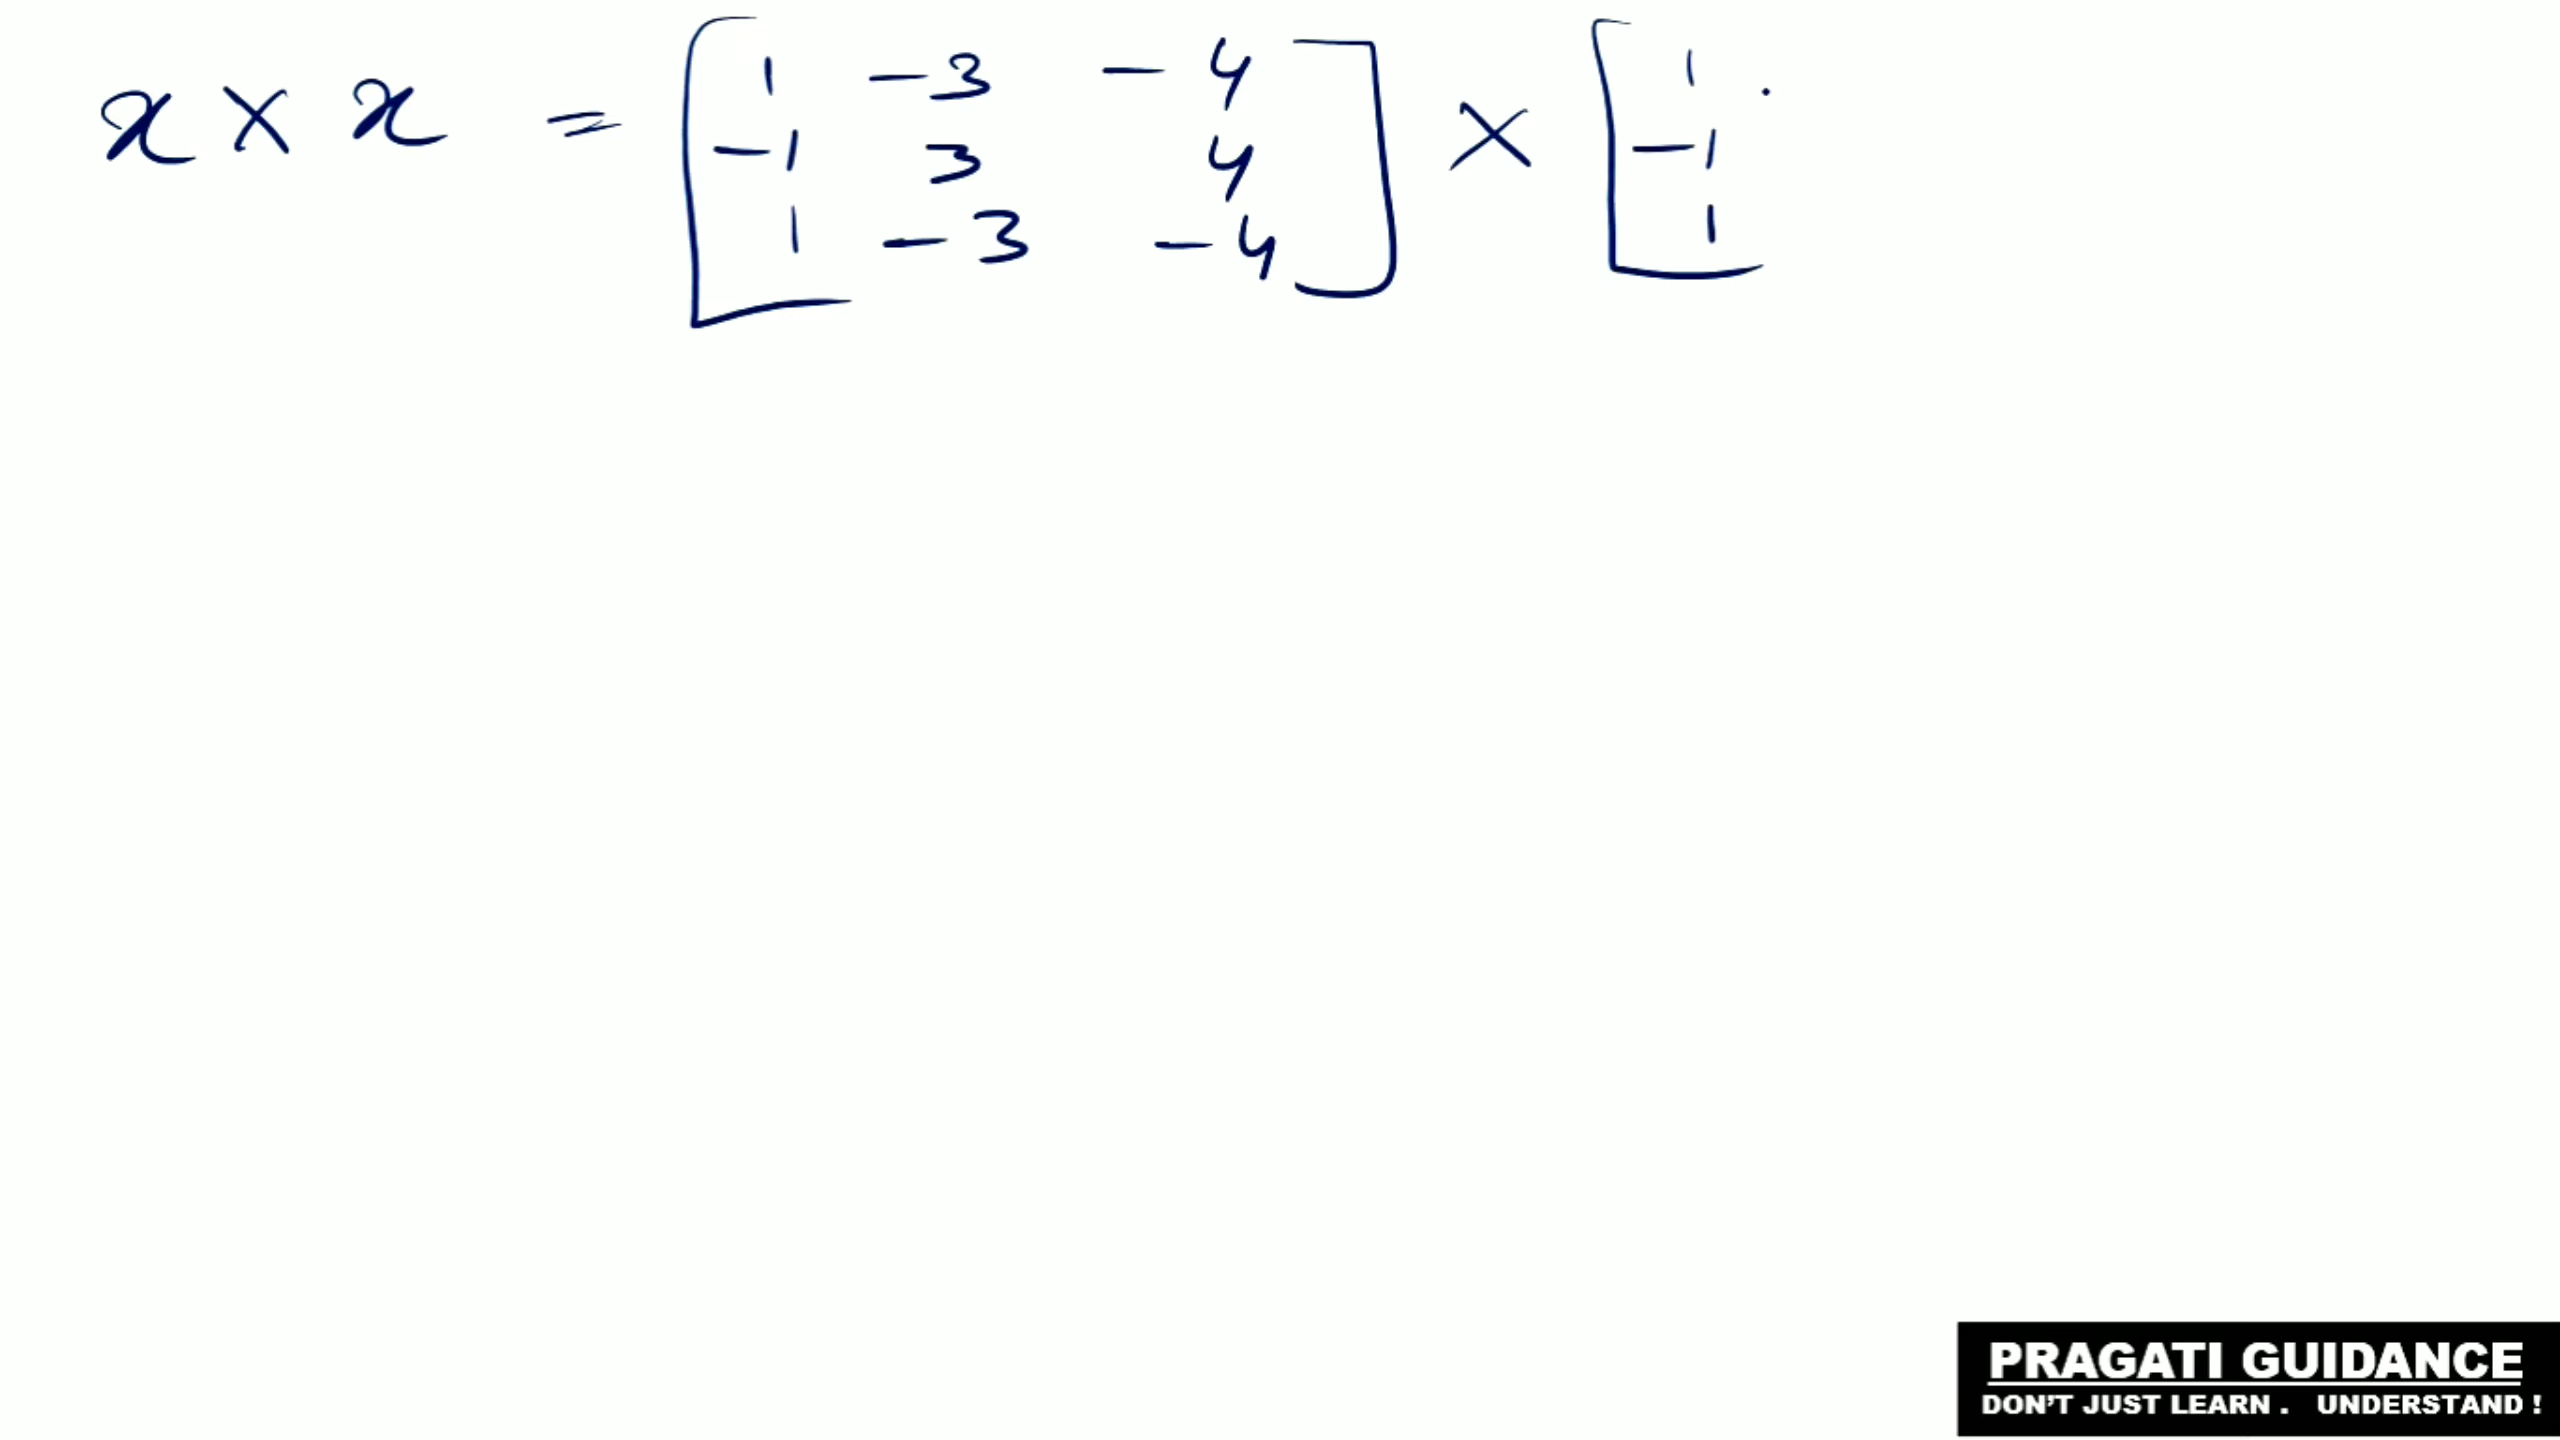 x × x = [ 1 -3 -4 ] × [ 1
-1 3 4 -1
1 -3 -4 1
PRAGATI GUIDANCE
DON'T JUST LEARN. UNDERSTAND!